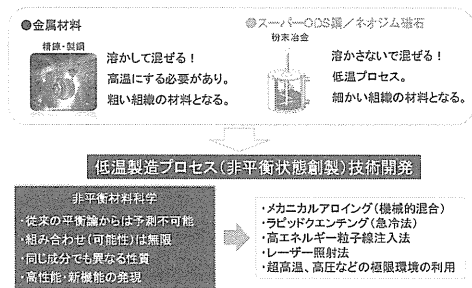 ●金属材料
精錬・製鋼
溶かして混ぜる！
高温にする必要があり。
粗い組織の材料となる。
●スーパーODS鋼／ネオジム磁石
粉末冶金
溶かさないで混ぜる！
低温プロセス。
細かい組織の材料となる。
低温製造プロセス（非平衡状態創製）技術開発
非平衡材料科学
・従来の平衡論からは予測不可能
・組み合わせ（可能性）は無限
・同じ成分でも異なる性質
・高性能・新機能の発現
・メカニカルアロイング（機械的混合）
・ラピッドクエンチング（急冷法）
・高エネルギー粒子線注入法
・レーザー照射法
・超高温、高圧などの極限環境の利用